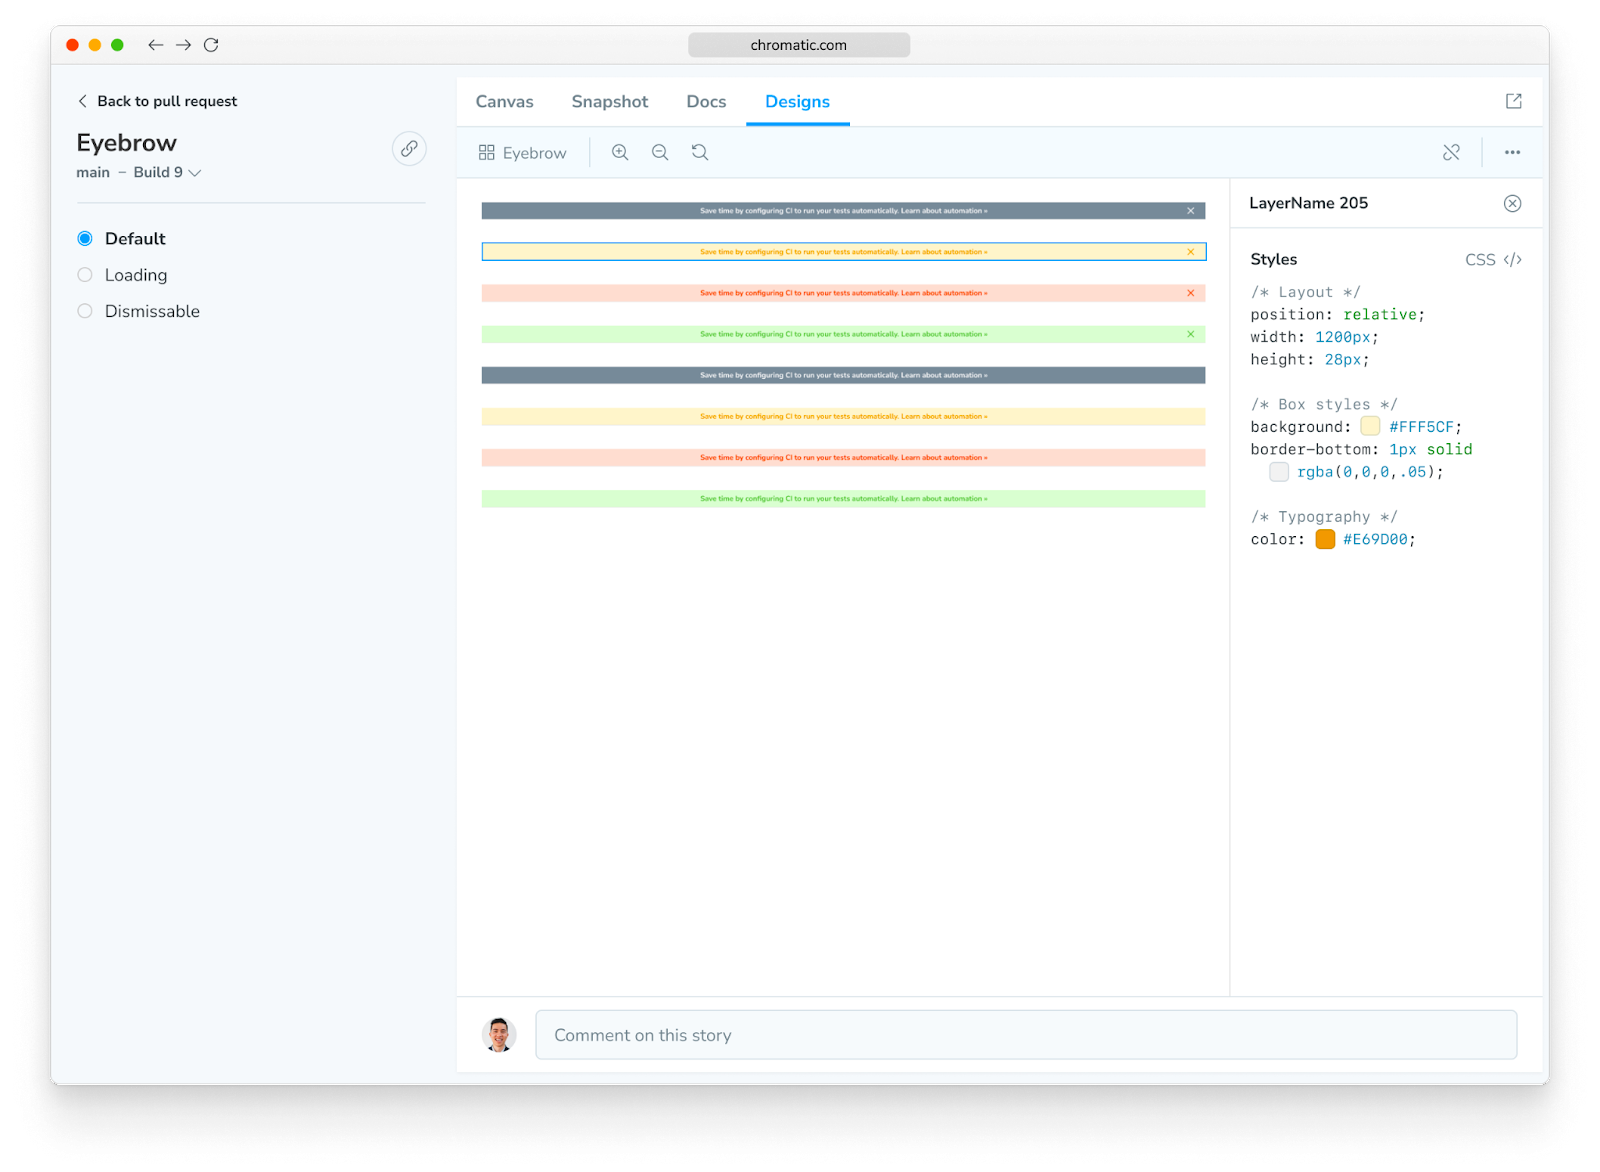 chromatic.com
Back to pull request
Eyebrow
main – Build 9
Default
Loading
Dismissable
Canvas Snapshot Docs Designs
Eyebrow
Save time by configuring CI to run your tests automatically. Learn about automation »
Save time by configuring CI to run your tests automatically. Learn about automation »
Save time by configuring CI to run your tests automatically. Learn about automation »
Save time by configuring CI to run your tests automatically. Learn about automation »
Save time by configuring CI to run your tests automatically. Learn about automation »
Save time by configuring CI to run your tests automatically. Learn about automation »
Save time by configuring CI to run your tests automatically. Learn about automation »
Save time by configuring CI to run your tests automatically. Learn about automation »
LayerName 205
Styles CSS </>
/* Layout */
position: relative;
width: 1200px;
height: 28px;
/* Box styles */
background: #FFF5CF;
border-bottom: 1px solid
rgba(0,0,0,.05);
/* Typography */
color: #E69D00;
Comment on this story